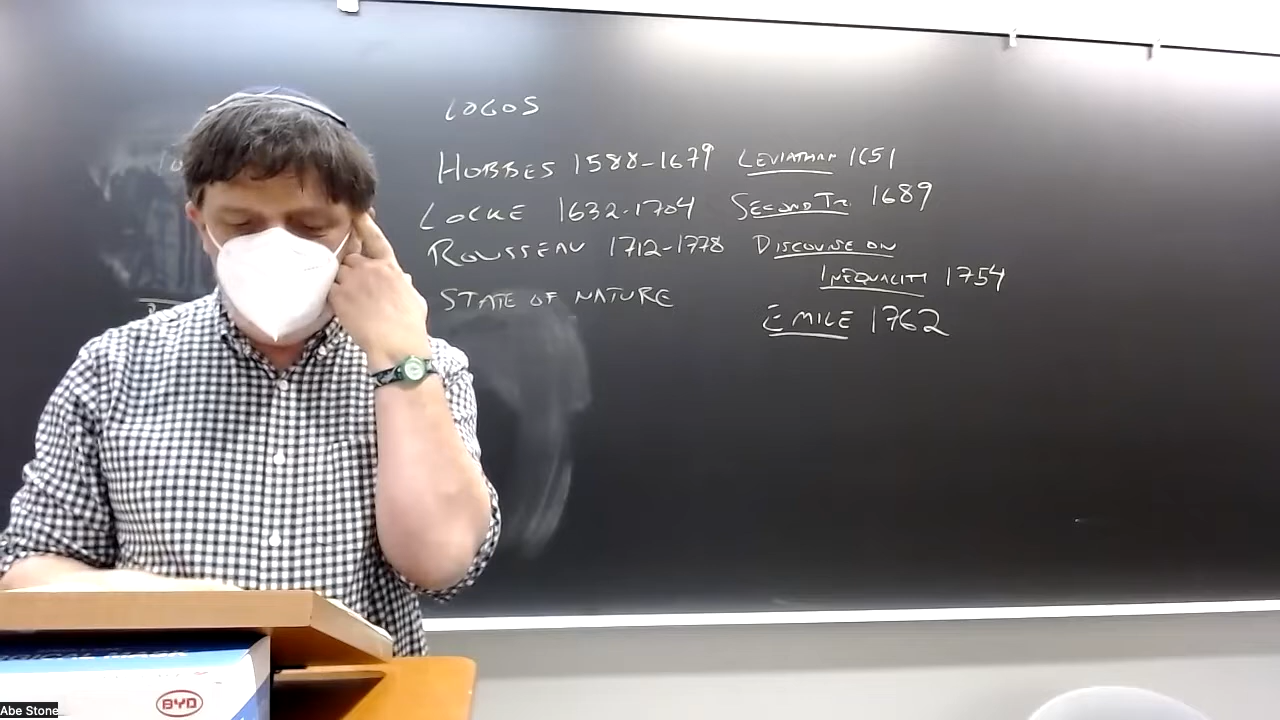 LOGOS
HOBBES 1588-1679 LEVIATHAN 1651
LOCKE 1632-1704 SECOND TR. 1689
ROUSSEAU 1712-1778 DISCOURSE ON
INEQUALITY 1754
STATE OF NATURE
ÉMILE 1762
BYD
Abe Stone